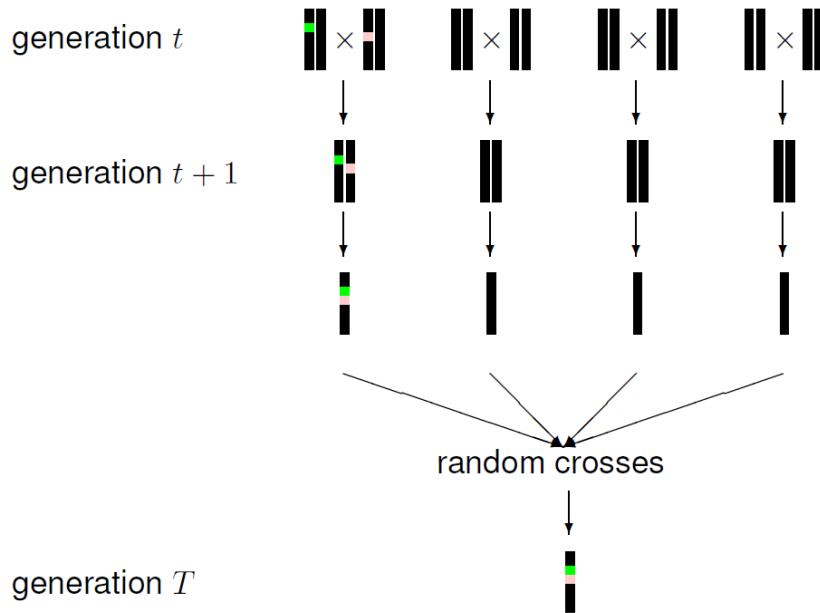 generation t × × × ×
generation t + 1
random crosses
generation T